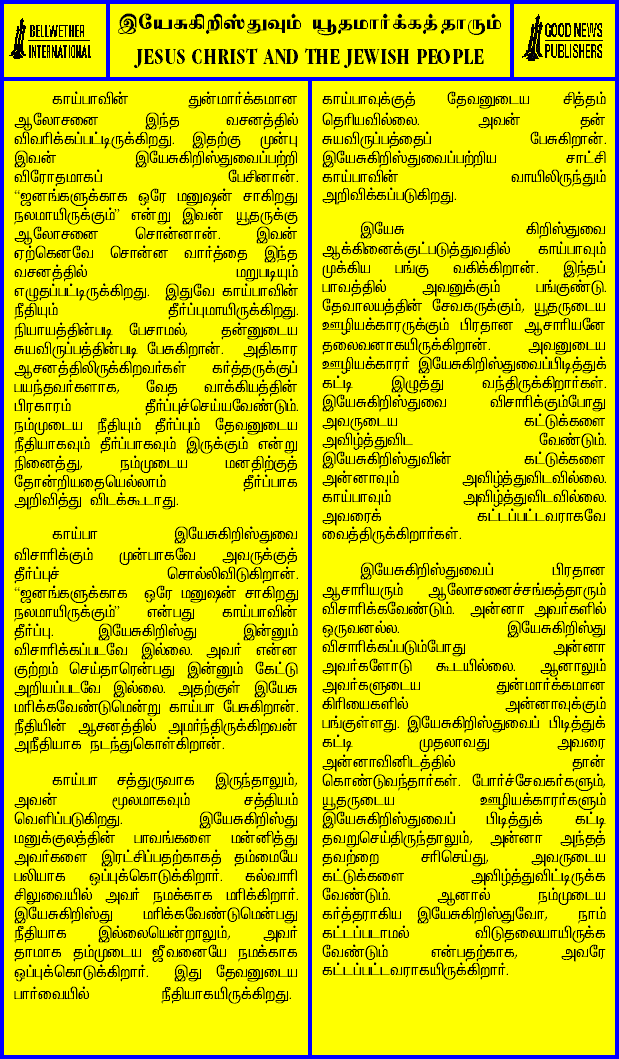 BELLWETHER
INTERNATIONAL
இயேசுகிறிஸ்துவும் யூதமார்க்கத்தாரும்
JESUS CHRIST AND THE JEWISH PEOPLE
GOOD NEWS
PUBLISHERS
காய்பாவின் துன்மார்க்கமான
ஆலோசனை இந்த வசனத்தில்
விவரிக்கப்பட்டிருக்கிறது. இதற்கு முன்பு
இவன் இயேசுகிறிஸ்துவைப்பற்றி
விரோதமாகப் பேசினான்.
“ஜனங்களுக்காக ஒரே மனுஷன் சாகிறது
நலமாயிருக்கும்” என்று இவன் யூதருக்கு
ஆலோசனை சொன்னான். இவன்
ஏற்கெனவே சொன்ன வார்த்தை இந்த
வசனத்தில் மறுபடியும்
எழுதப்பட்டிருக்கிறது. இதுவே காய்பாவின்
நீதியும் தீர்ப்புமாயிருக்கிறது.
நியாயத்தின்படி பேசாமல், தன்னுடைய
சுயவிருப்பத்தின்படி பேசுகிறான். அதிகார
ஆசனத்திலிருக்கிறவர்கள் கர்த்தருக்குப்
பயந்தவர்களாக, வேத வாக்கியத்தின்
பிரகாரம் தீர்ப்புச்செய்யவேண்டும்.
நம்முடைய நீதியும் தீர்ப்பும் தேவனுடைய
நீதியாகவும் தீர்ப்பாகவும் இருக்கும் என்று
நினைத்து, நம்முடைய மனதிற்குத்
தோன்றியதையெல்லாம் தீர்ப்பாக
அறிவித்து விடக்கூடாது.
காய்பா இயேசுகிறிஸ்துவை
விசாரிக்கும் முன்பாகவே அவருக்குத்
தீர்ப்புச் சொல்லிவிடுகிறான்.
“ஜனங்களுக்காக ஒரே மனுஷன் சாகிறது
நலமாயிருக்கும்” என்பது காய்பாவின்
தீர்ப்பு. இயேசுகிறிஸ்து இன்னும்
விசாரிக்கப்படவே இல்லை. அவர் என்ன
குற்றம் செய்தாரென்பது இன்னும் கேட்டு
அறியப்படவே இல்லை. அதற்குள் இயேசு
மரிக்கவேண்டுமென்று காய்பா பேசுகிறான்.
நீதியின் ஆசனத்தில் அமர்ந்திருக்கிறவன்
அநீதியாக நடந்துகொள்கிறான்.
காய்பா சத்துருவாக இருந்தாலும்,
அவன் மூலமாகவும் சத்தியம்
வெளிப்படுகிறது. இயேசுகிறிஸ்து
மனுக்குலத்தின் பாவங்களை மன்னித்து
அவர்களை இரட்சிப்பதற்காகத் தம்மையே
பலியாக ஒப்புக்கொடுக்கிறார். கல்வாரி
சிலுவையில் அவர் நமக்காக மரிக்கிறார்.
இயேசுகிறிஸ்து மரிக்கவேண்டுமென்பது
நீதியாக இல்லையென்றாலும், அவர்
தாமாக தம்முடைய ஜீவனையே நமக்காக
ஒப்புக்கொடுக்கிறார். இது தேவனுடைய
பார்வையில் நீதியாகயிருக்கிறது.
காய்பாவுக்குத் தேவனுடைய சித்தம்
தெரியவில்லை. அவன் தன்
சுயவிருப்பத்தைப் பேசுகிறான்.
இயேசுகிறிஸ்துவைப்பற்றிய சாட்சி
காய்பாவின் வாயிலிருந்தும்
அறிவிக்கப்படுகிறது.
இயேசு கிறிஸ்துவை
ஆக்கினைக்குட்படுத்துவதில் காய்பாவும்
முக்கிய பங்கு வகிக்கிறான். இந்தப்
பாவத்தில் அவனுக்கும் பங்குண்டு.
தேவாலயத்தின் சேவகருக்கும், யூதருடைய
ஊழியக்காரருக்கும் பிரதான ஆசாரியனே
தலைவனாகயிருக்கிறான். அவனுடைய
ஊழியக்காரர் இயேசுகிறிஸ்துவைப்பிடித்துக்
கட்டி இழுத்து வந்திருக்கிறார்கள்.
இயேசுகிறிஸ்துவை விசாரிக்கும்போது
அவருடைய கட்டுக்களை
அவிழ்த்துவிட வேண்டும்.
இயேசுகிறிஸ்துவின் கட்டுக்களை
அன்னாவும் அவிழ்த்துவிடவில்லை.
காய்பாவும் அவிழ்த்துவிடவில்லை.
அவரைக் கட்டப்பட்டவராகவே
வைத்திருக்கிறார்கள்.
இயேசுகிறிஸ்துவைப் பிரதான
ஆசாரியரும் ஆலோசனைச்சங்கத்தாரும்
விசாரிக்கவேண்டும். அன்னா அவர்களில்
ஒருவனல்ல. இயேசுகிறிஸ்து
விசாரிக்கப்படும்போது அன்னா
அவர்களோடு கூடயில்லை. ஆனாலும்
அவர்களுடைய துன்மார்க்கமான
கிரியைகளில் அன்னாவுக்கும்
பங்குள்ளது. இயேசுகிறிஸ்துவைப் பிடித்துக்
கட்டி முதலாவது அவரை
அன்னாவினிடத்தில் தான்
கொண்டுவந்தார்கள். போர்ச்சேவகர்களும்,
யூதருடைய ஊழியக்காரர்களும்
இயேசுகிறிஸ்துவைப் பிடித்துக் கட்டி
தவறுசெய்திருந்தாலும், அன்னா அந்தத்
தவற்றை சரிசெய்து, அவருடைய
கட்டுக்களை அவிழ்த்துவிட்டிருக்க
வேண்டும். ஆனால் நம்முடைய
கர்த்தராகிய இயேசுகிறிஸ்துவோ, நாம்
கட்டப்படாமல் விடுதலையாயிருக்க
வேண்டும் என்பதற்காக, அவரே
கட்டப்பட்டவராகயிருக்கிறார்.